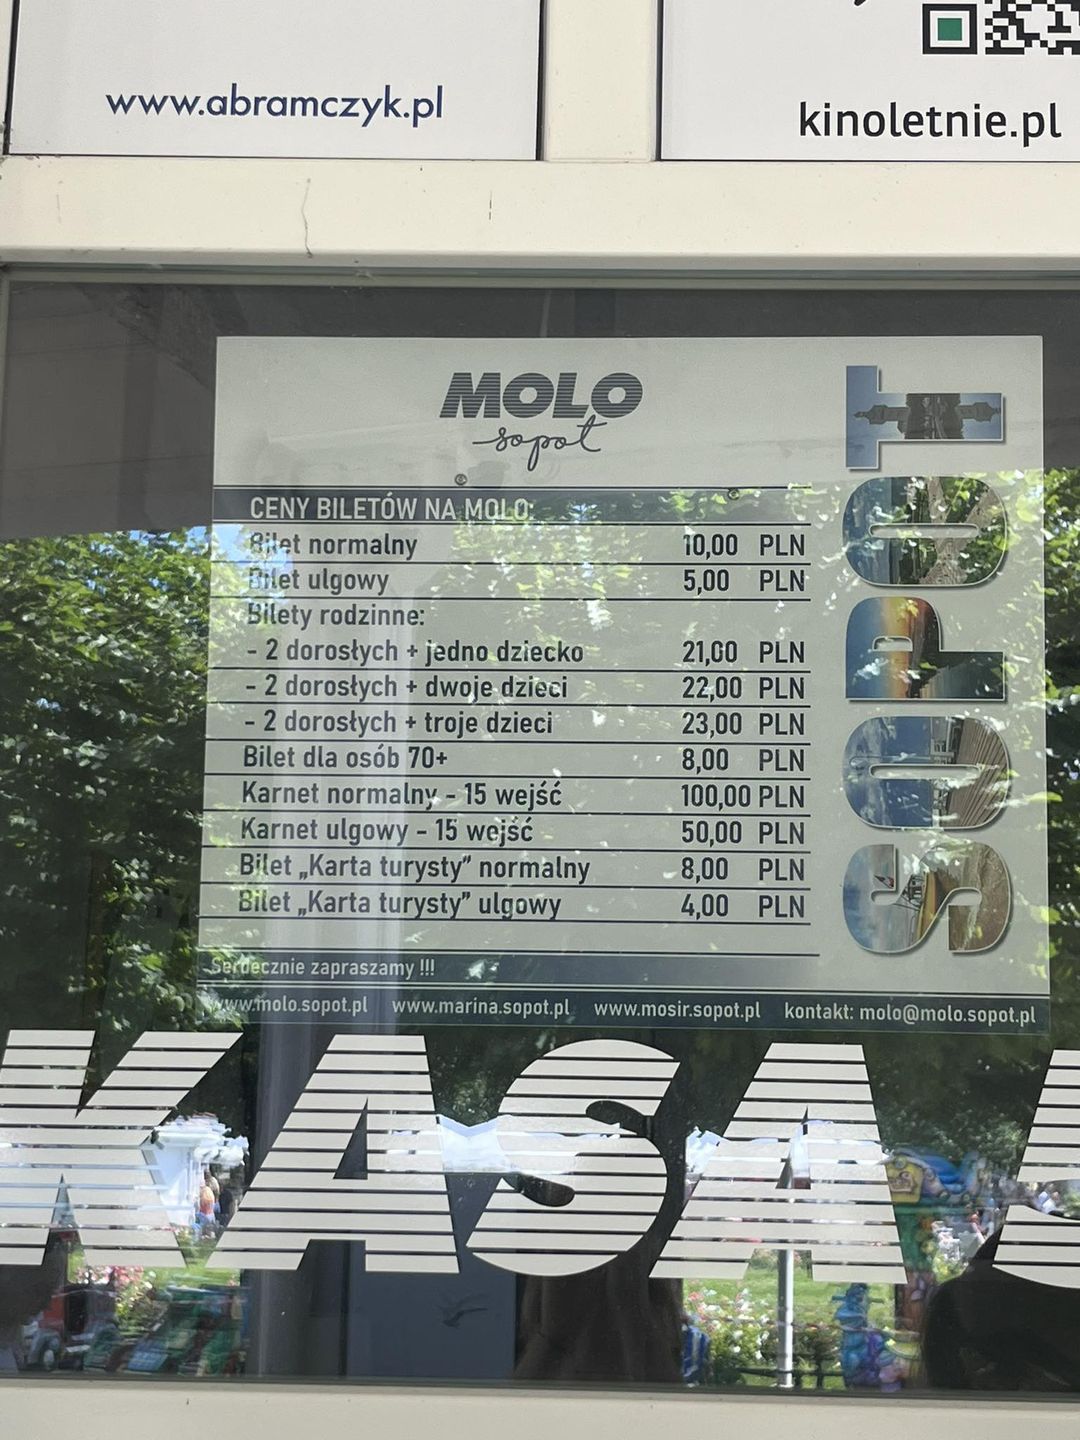 www.abramczyk.pl
kinoletnie.pl
MOLO
sopot
SOPOT
CENY BILETÓW NA MOLO:
Bilet normalny 10,00 PLN
Bilet ulgowy 5,00 PLN
Bilety rodzinne:
- 2 dorosłych + jedno dziecko 21,00 PLN
- 2 dorosłych + dwoje dzieci 22,00 PLN
- 2 dorosłych + troje dzieci 23,00 PLN
Bilet dla osób 70+ 8,00 PLN
Karnet normalny - 15 wejść 100,00 PLN
Karnet ulgowy - 15 wejść 50,00 PLN
Bilet „Karta turysty” normalny 8,00 PLN
Bilet „Karta turysty” ulgowy 4,00 PLN
Serdecznie zapraszamy !!!
www.molo.sopot.pl www.marina.sopot.pl www.mosir.sopot.pl kontakt: molo@molo.sopot.pl
KASA